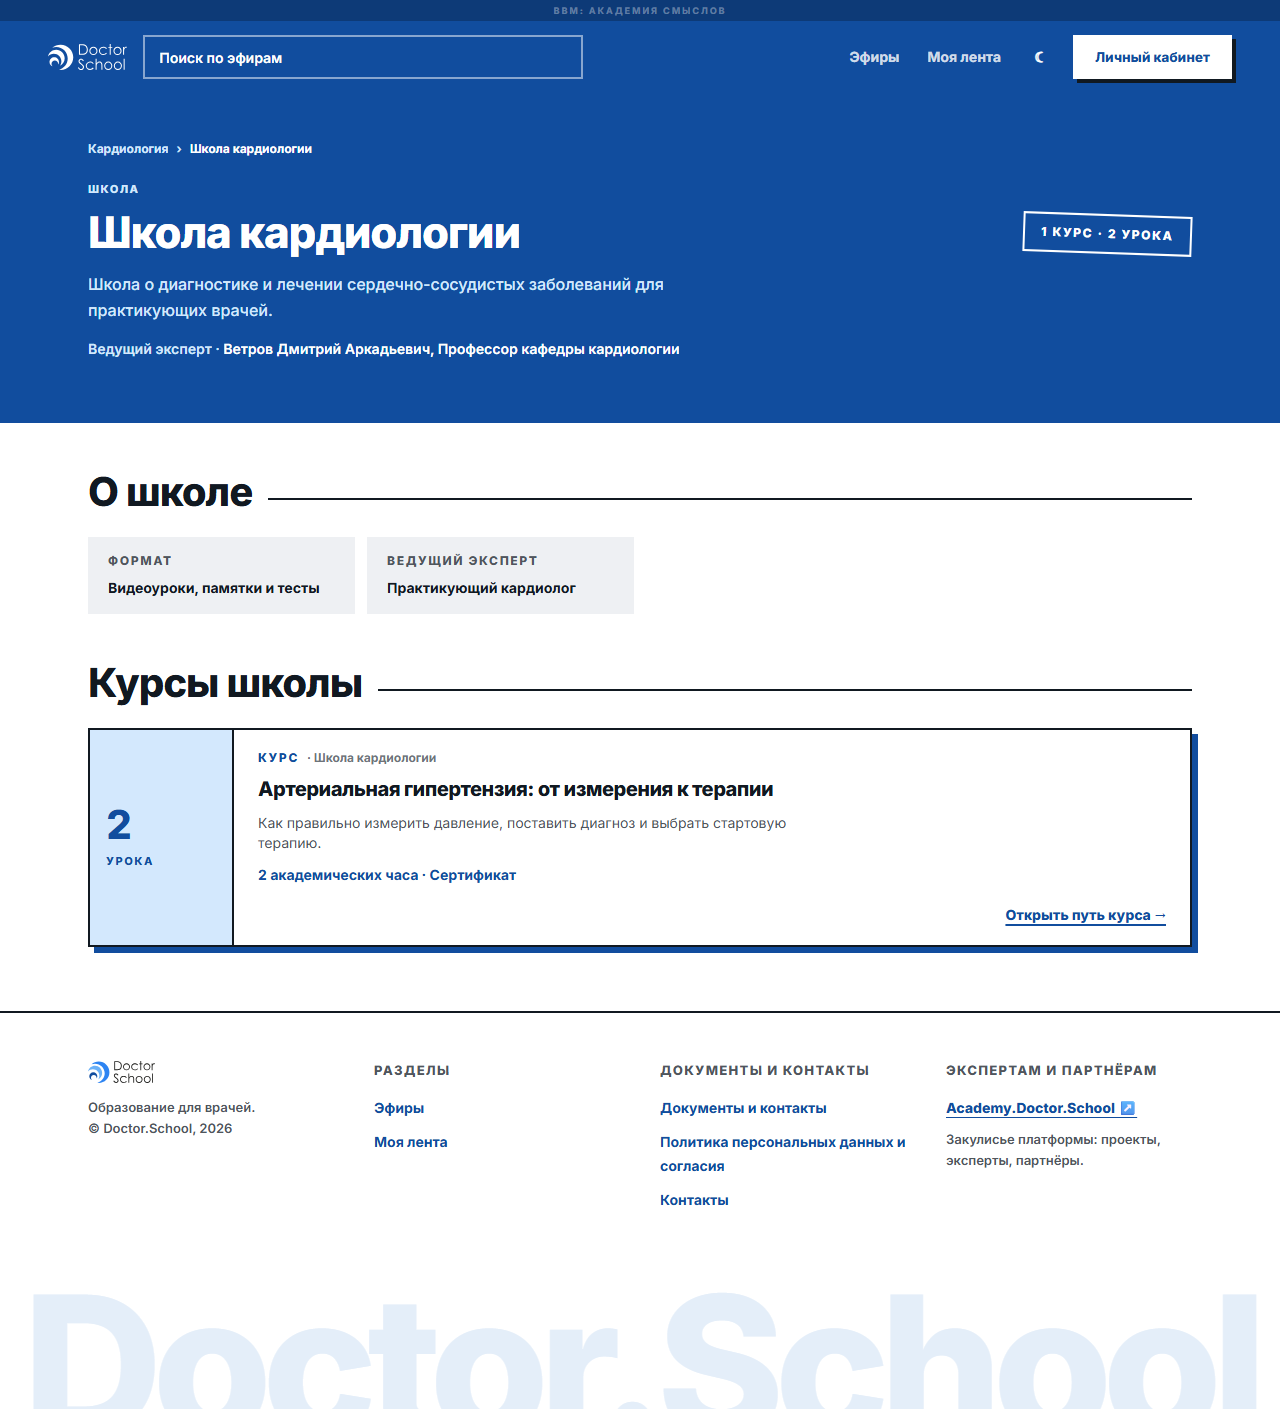 ВВМ: АКАДЕМИЯ СМЫСЛОВ
Doctor School
Поиск по эфирам
Эфиры
Моя лента
Личный кабинет
Кардиология › Школа кардиологии
ШКОЛА
Школа кардиологии
1 КУРС · 2 УРОКА
Школа о диагностике и лечении сердечно-сосудистых заболеваний для
практикующих врачей.
Ведущий эксперт · Ветров Дмитрий Аркадьевич, Профессор кафедры кардиологии
О школе
ФОРМАТ
Видеоуроки, памятки и тесты
ВЕДУЩИЙ ЭКСПЕРТ
Практикующий кардиолог
Курсы школы
2
УРОКА
КУРС · Школа кардиологии
Артериальная гипертензия: от измерения к терапии
Как правильно измерить давление, поставить диагноз и выбрать стартовую
терапию.
2 академических часа · Сертификат
Открыть путь курса →
Doctor School
Образование для врачей.
© Doctor.School, 2026
РАЗДЕЛЫ
Эфиры
Моя лента
ДОКУМЕНТЫ И КОНТАКТЫ
Документы и контакты
Политика персональных данных и
согласия
Контакты
ЭКСПЕРТАМ И ПАРТНЁРАМ
Academy.Doctor.School ↗
Закулисье платформы: проекты,
эксперты, партнёры.
Doctor.School